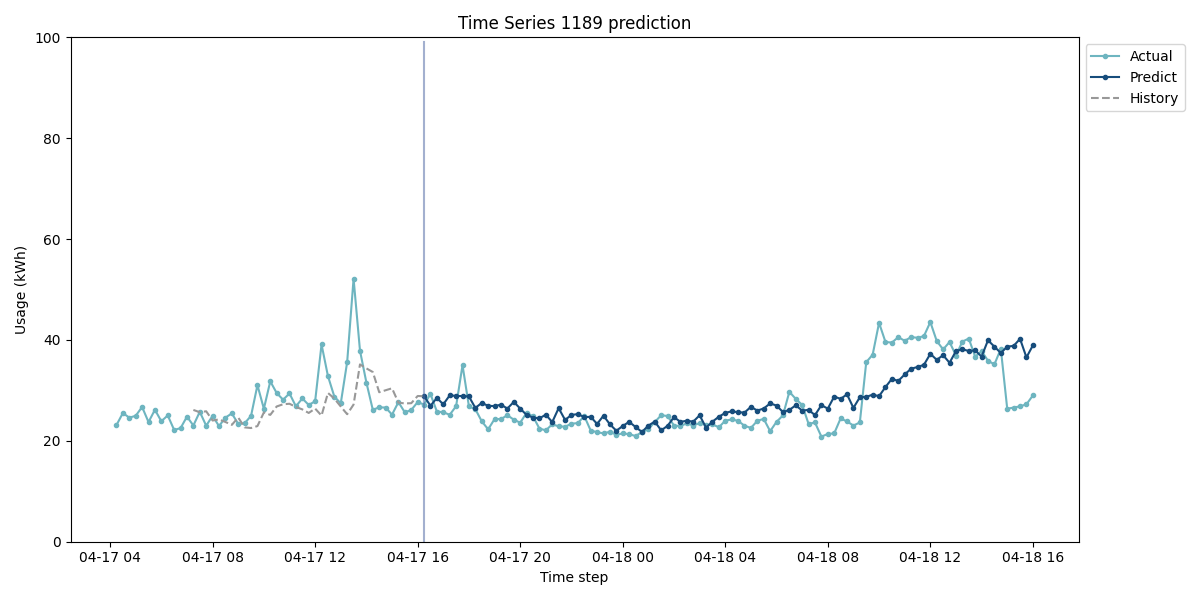 Time Series 1189 prediction
100
80
60
40
20
0
Usage (kWh)
04-17 04
04-17 08
04-17 12
04-17 16
04-17 20
04-18 00
04-18 04
04-18 08
04-18 12
04-18 16
Time step
Actual
Predict
History